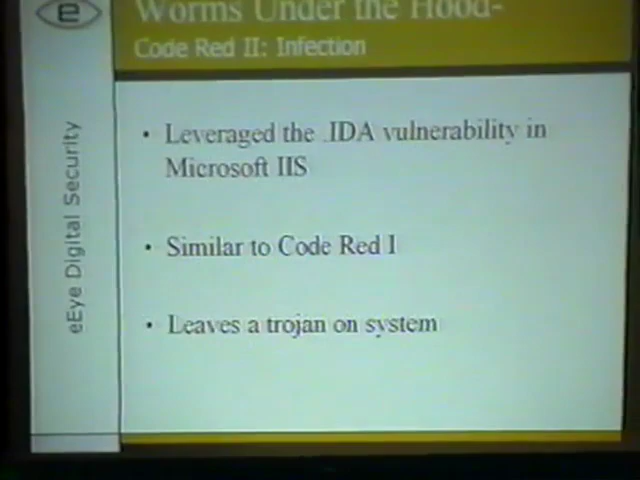 e
Worms Under the Hood-
Code Red II: Infection
eEye Digital Security
• Leveraged the .IDA vulnerability in
Microsoft IIS
• Similar to Code Red I
• Leaves a trojan on system